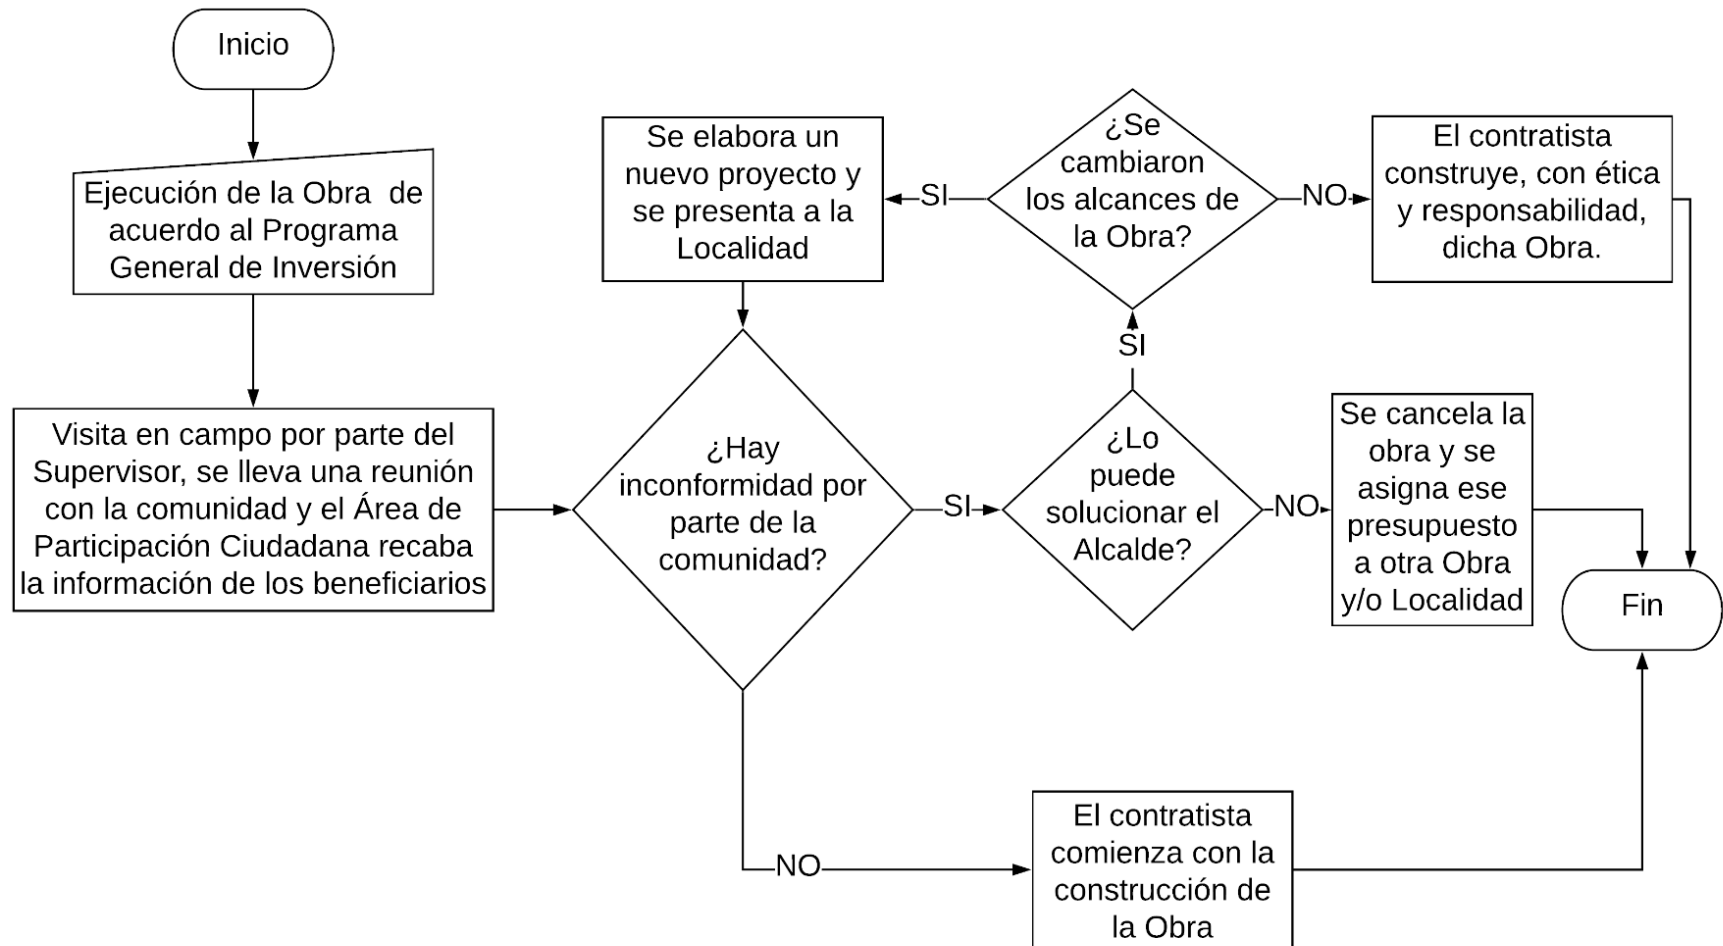 Inicio
Ejecución de la Obra  de
acuerdo al Programa
General de Inversión
Visita en campo por parte del
Supervisor, se lleva una reunión
con la comunidad y el Área de
Participación Ciudadana recaba
la información de los beneficiarios
Se elabora un
nuevo proyecto y
se presenta a la
Localidad
SI
¿Se
cambiaron
los alcances de
la Obra?
NO
El contratista
construye, con ética
y responsabilidad,
dicha Obra.
SI
¿Hay
inconformidad por
parte de la
comunidad?
SI
¿Lo
puede
solucionar el
Alcalde?
NO
Se cancela la
obra y se
asigna ese
presupuesto
a otra Obra
y/o Localidad
Fin
NO
El contratista
comienza con la
construcción de
la Obra